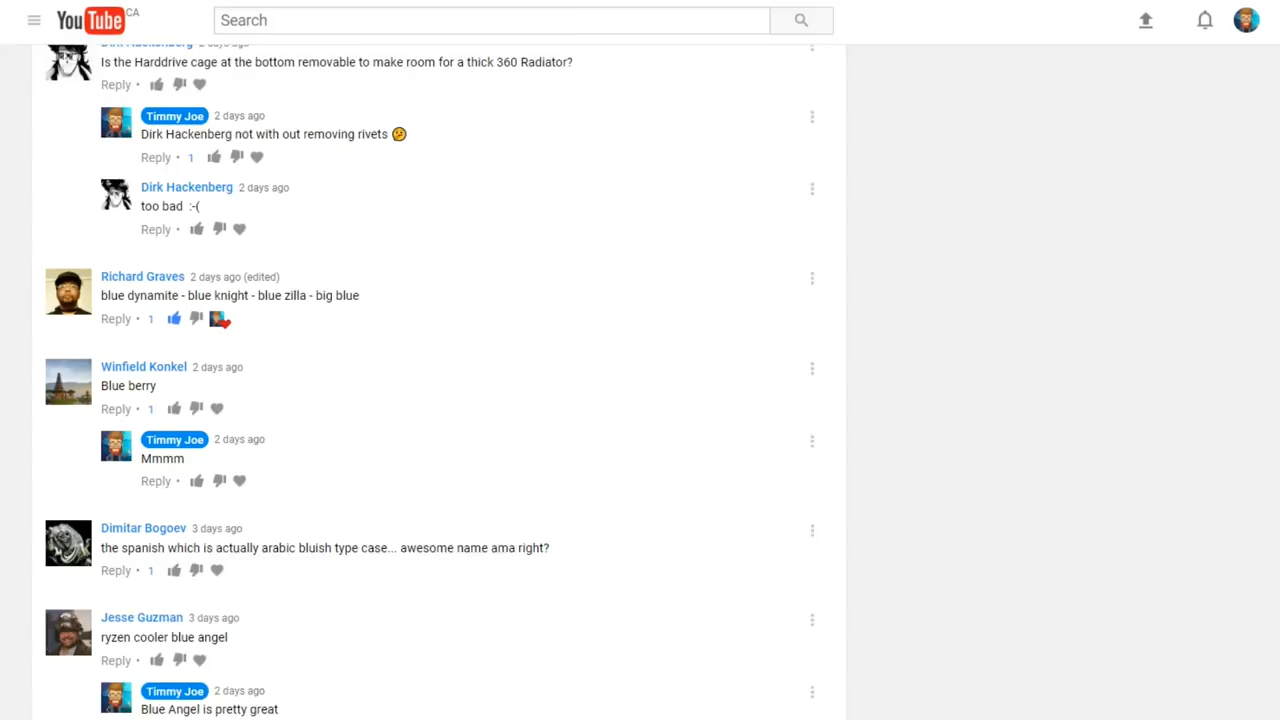 YouTube CA
Search
Dirk Hackenberg 2 days ago
Is the Harddrive cage at the bottom removable to make room for a thick 360 Radiator?
Reply •
Timmy Joe 2 days ago
Dirk Hackenberg not with out removing rivets 🤔
Reply • 1
Dirk Hackenberg 2 days ago
too bad :-(
Reply •
Richard Graves 2 days ago (edited)
blue dynamite - blue knight - blue zilla - big blue
Reply • 1
Winfield Konkel 2 days ago
Blue berry
Reply • 1
Timmy Joe 2 days ago
Mmmm
Reply •
Dimitar Bogoev 3 days ago
the spanish which is actually arabic bluish type case... awesome name ama right?
Reply • 1
Jesse Guzman 3 days ago
ryzen cooler blue angel
Reply •
Timmy Joe 2 days ago
Blue Angel is pretty great